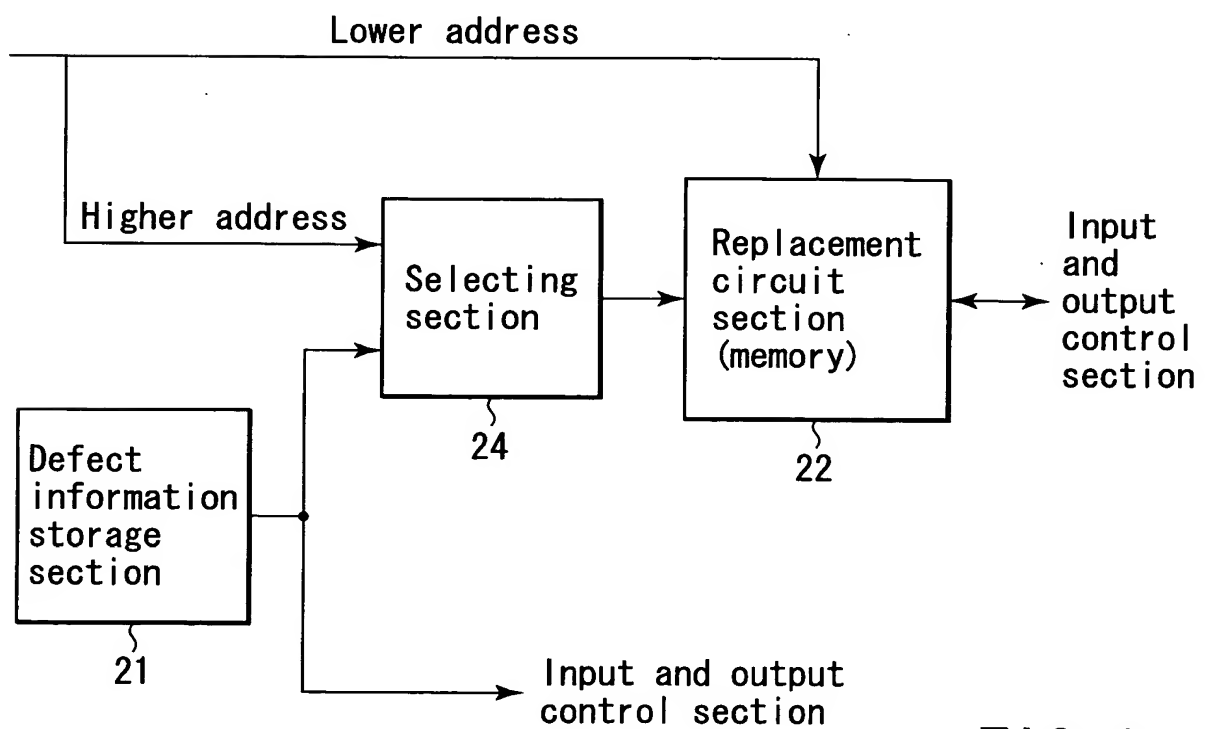 Lower address
Higher address
Selecting
section
24
Replacement
circuit
section
(memory)
22
Input
and
output
control
section
Defect
information
storage
section
21
Input and output
control section